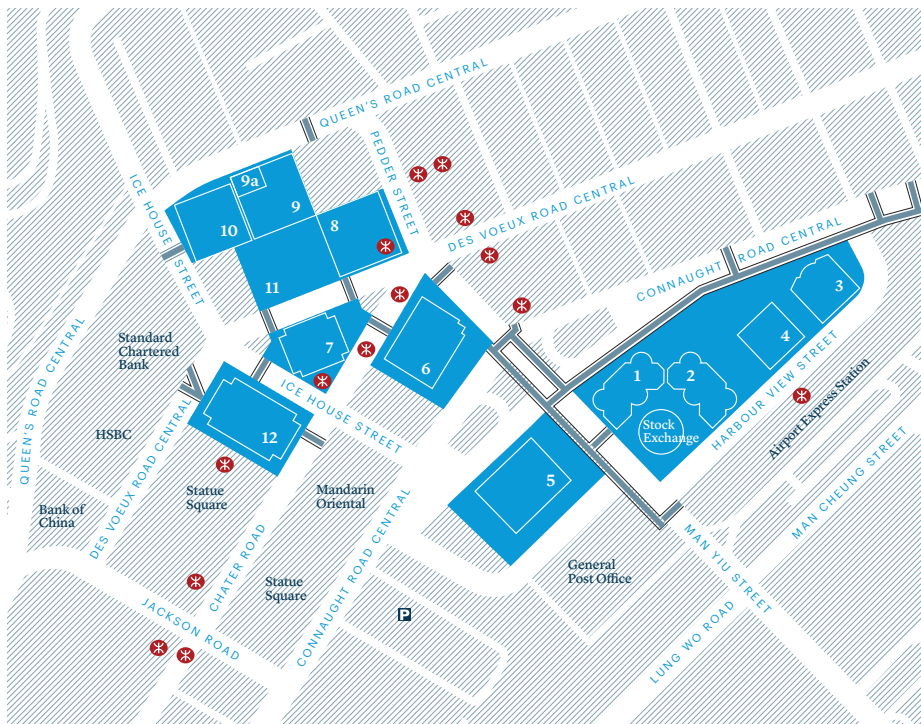 QUEEN'S ROAD CENTRAL
PEDDER STREET
ICE HOUSE STREET
9a
9
10
8
11
DES VOEUX ROAD CENTRAL
CONNAUGHT ROAD CENTRAL
3
4
7
6
1
2
Stock
Exchange
HARBOUR VIEW STREET
Airport Express Station
MAN CHEUNG STREET
Standard
Chartered
Bank
ICE HOUSE STREET
12
QUEEN'S ROAD CENTRAL
HSBC
DES VOEUX ROAD CENTRAL
Statue
Square
Mandarin
Oriental
5
Bank of
China
CHATER ROAD
CONNAUGHT ROAD CENTRAL
Statue
Square
General
Post Office
MAN YIU STREET
LUNG WO ROAD
JACKSON ROAD
P